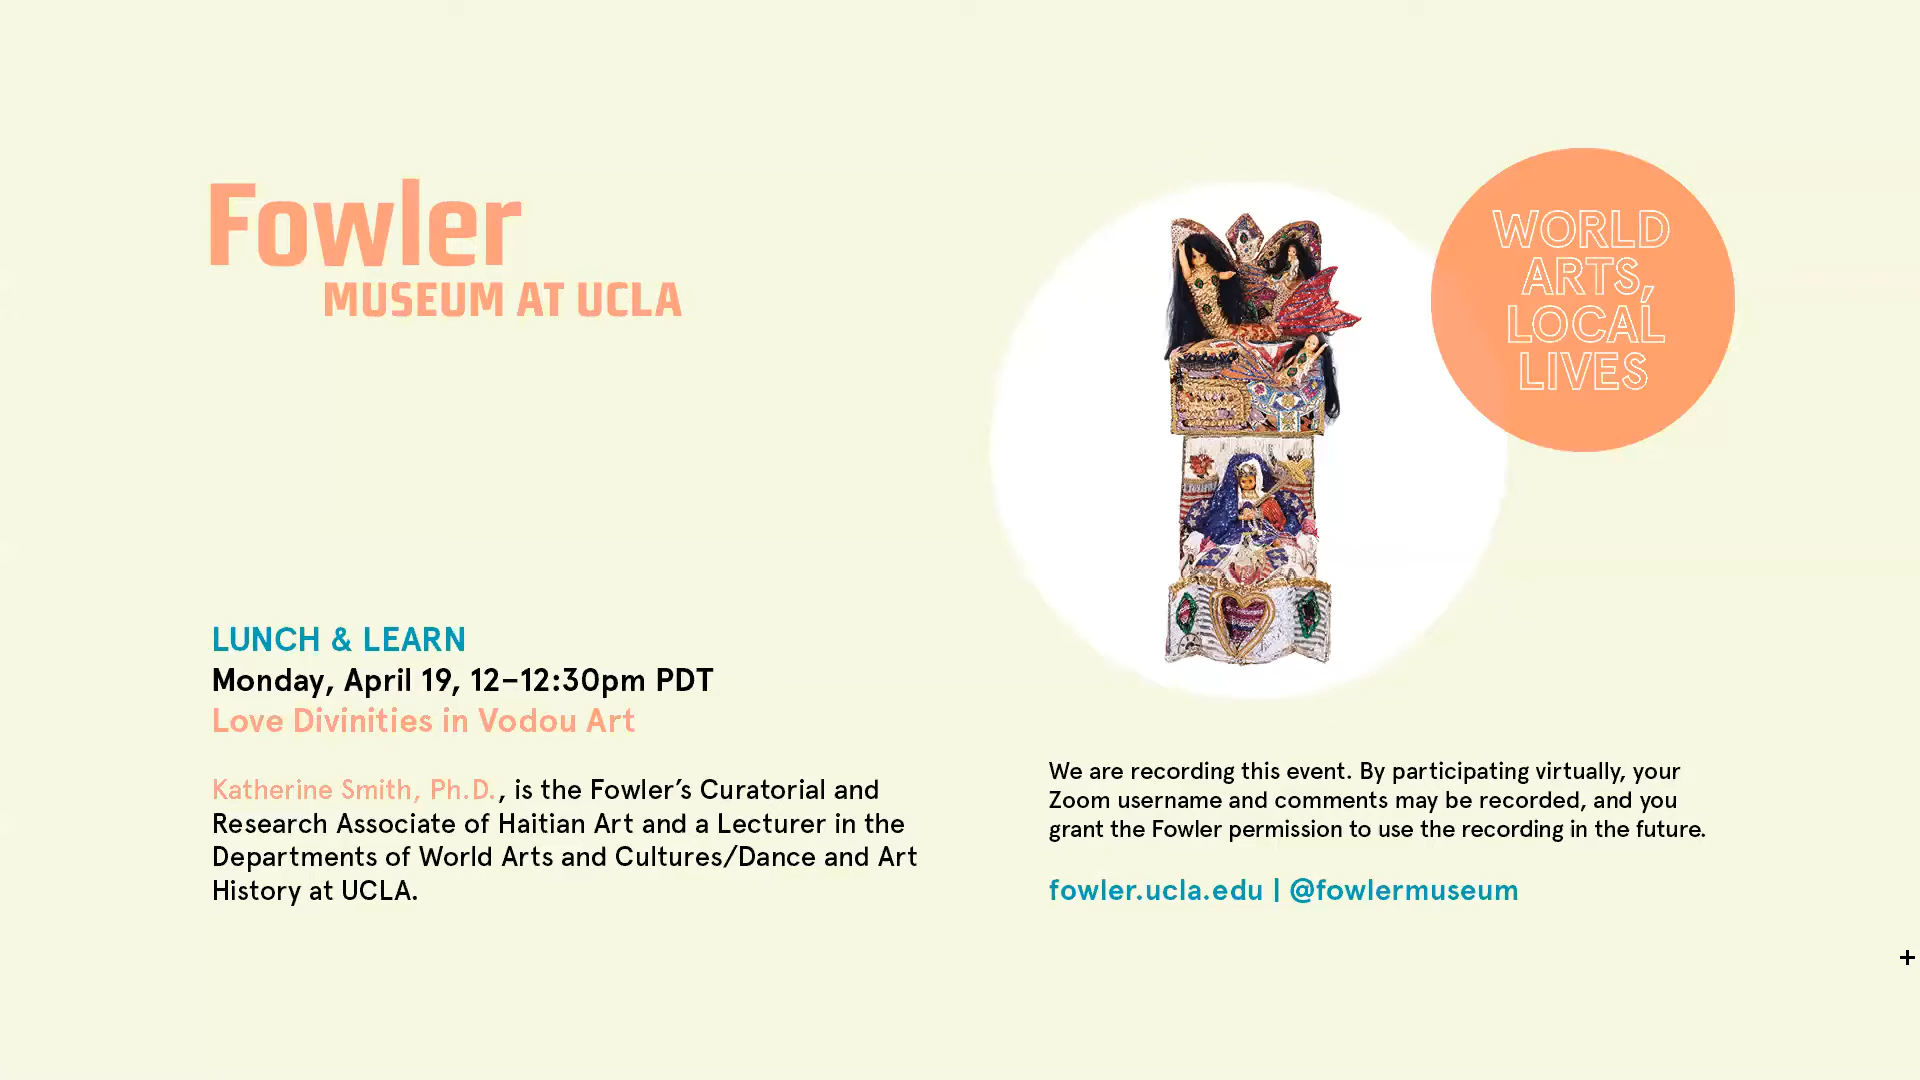 Fowler
MUSEUM AT UCLA
WORLD
ARTS,
LOCAL
LIVES
LUNCH & LEARN
Monday, April 19, 12–12:30pm PDT
Love Divinities in Vodou Art
Katherine Smith, Ph.D., is the Fowler’s Curatorial and
Research Associate of Haitian Art and a Lecturer in the
Departments of World Arts and Cultures/Dance and Art
History at UCLA.
We are recording this event. By participating virtually, your
Zoom username and comments may be recorded, and you
grant the Fowler permission to use the recording in the future.
fowler.ucla.edu | @fowlermuseum